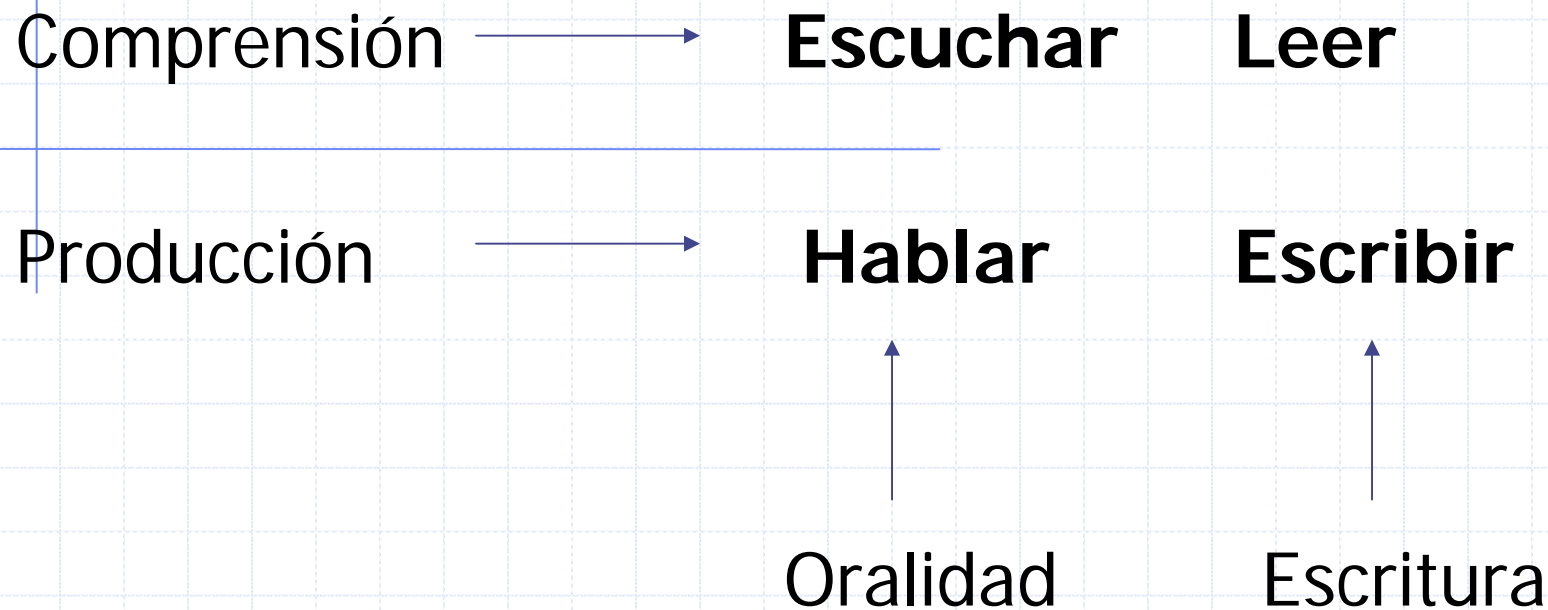 Comprensión Escuchar Leer
Producción Hablar Escribir
Oralidad Escritura